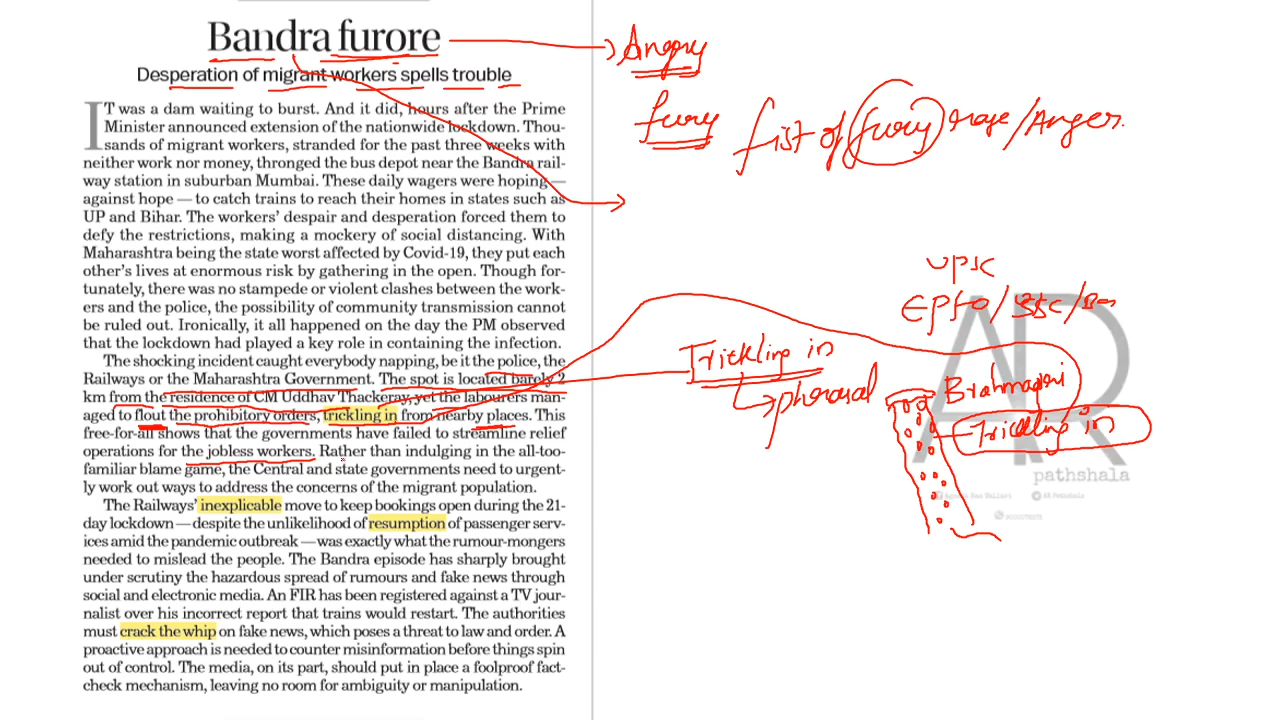 Bandra furore
Desperation of migrant workers spells trouble
IT was a dam waiting to burst. And it did, hours after the Prime
Minister announced extension of the nationwide lockdown. Thou-
sands of migrant workers, stranded for the past three weeks with
neither work nor money, thronged the bus depot near the Bandra rail-
way station in suburban Mumbai. These daily wagers were hoping—
against hope — to catch trains to reach their homes in states such as
UP and Bihar. The workers' despair and desperation forced them to
defy the restrictions, making a mockery of social distancing. With
Maharashtra being the state worst affected by Covid-19, they put each
other's lives at enormous risk by gathering in the open. Though for-
tunately, there was no stampede or violent clashes between the work-
ers and the police, the possibility of community transmission cannot
be ruled out. Ironically, it all happened on the day the PM observed
that the lockdown had played a key role in containing the infection.
The shocking incident caught everybody napping, be it the police, the
Railways or the Maharashtra Government. The spot is located barely 2
km from the residence of CM Uddhav Thackeray, yet the labourers man-
aged to flout the prohibitory orders, trickling in from nearby places. This
free-for-all shows that the governments have failed to streamline relief
operations for the jobless workers. Rather than indulging in the all-too-
familiar blame game, the Central and state governments need to urgent-
ly work out ways to address the concerns of the migrant population.
The Railways' inexplicable move to keep bookings open during the 21-
day lockdown — despite the unlikelihood of resumption of passenger serv-
ices amid the pandemic outbreak — was exactly what the rumour-mongers
needed to mislead the people. The Bandra episode has sharply brought
under scrutiny the hazardous spread of rumours and fake news through
social and electronic media. An FIR has been registered against a TV jour-
nalist over his incorrect report that trains would restart. The authorities
must crack the whip on fake news, which poses a threat to law and order. A
proactive approach is needed to counter misinformation before things spin
out of control. The media, on its part, should put in place a foolproof fact-
check mechanism, leaving no room for ambiguity or manipulation.
Angry
fury fist of (fury) rage/Anger.
UPSC
EPFO/SSC/
Trickling in
phrasal
Brahmagiri
Trickling in
AR
pathshala
AR Pathshala